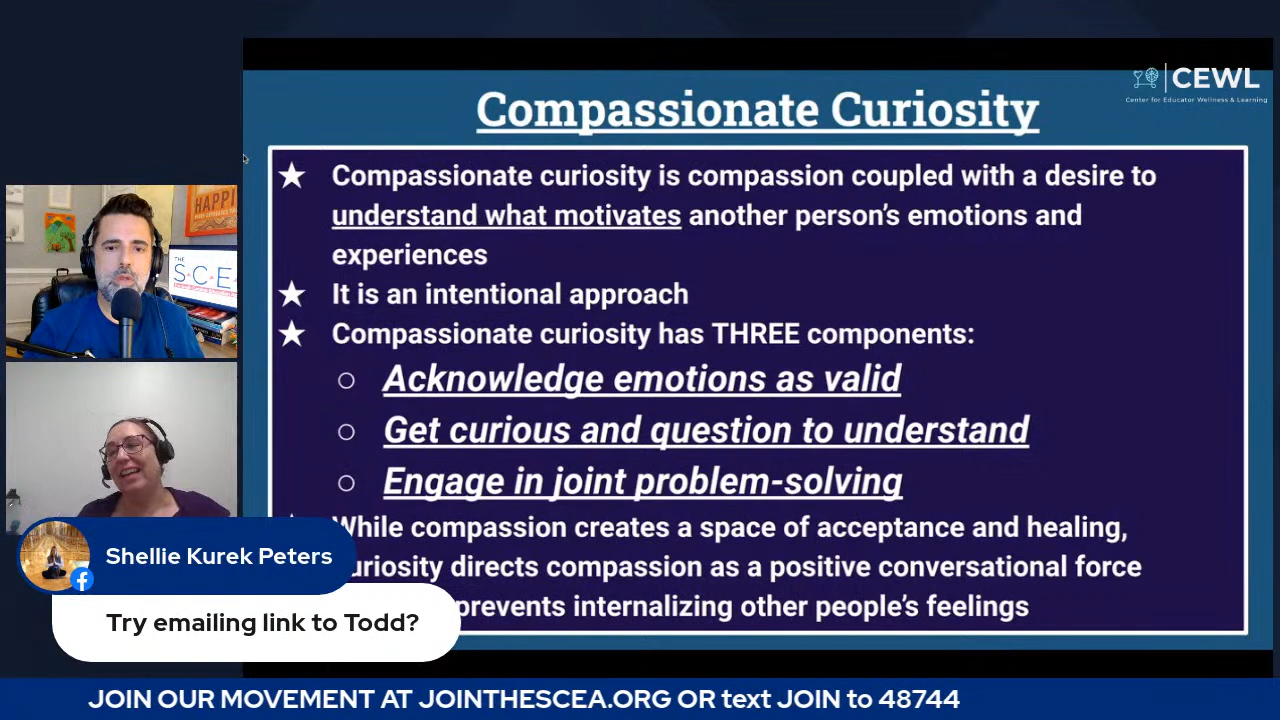 CEWL
Center for Educator Wellness & Learning
Compassionate Curiosity
Compassionate curiosity is compassion coupled with a desire to
understand what motivates another person's emotions and
experiences
It is an intentional approach
Compassionate curiosity has THREE components:
Acknowledge emotions as valid
Get curious and question to understand
Engage in joint problem-solving
While compassion creates a space of acceptance and healing,
uriosity directs compassion as a positive conversational force
prevents internalizing other people's feelings
HAPPI
THE
S.C.E
Shellie Kurek Peters
Try emailing link to Todd?
JOIN OUR MOVEMENT AT JOINTHESCEA.ORG OR text JOIN to 48744